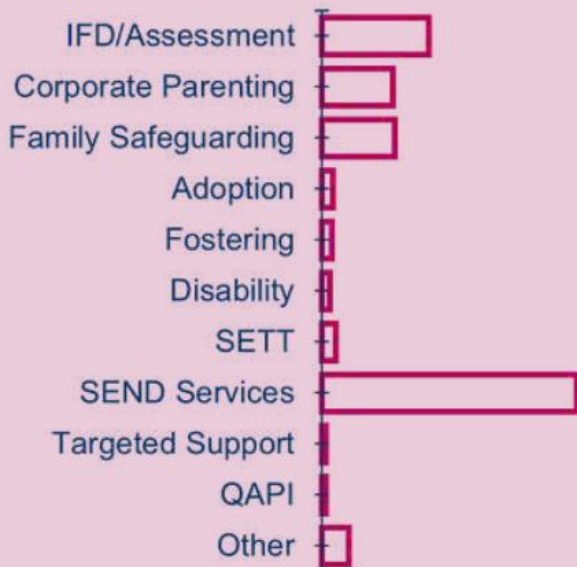 IFD/Assessment
Corporate Parenting
Family Safeguarding
Adoption
Fostering
Disability
SETT
SEND Services
Targeted Support
QAPI
Other